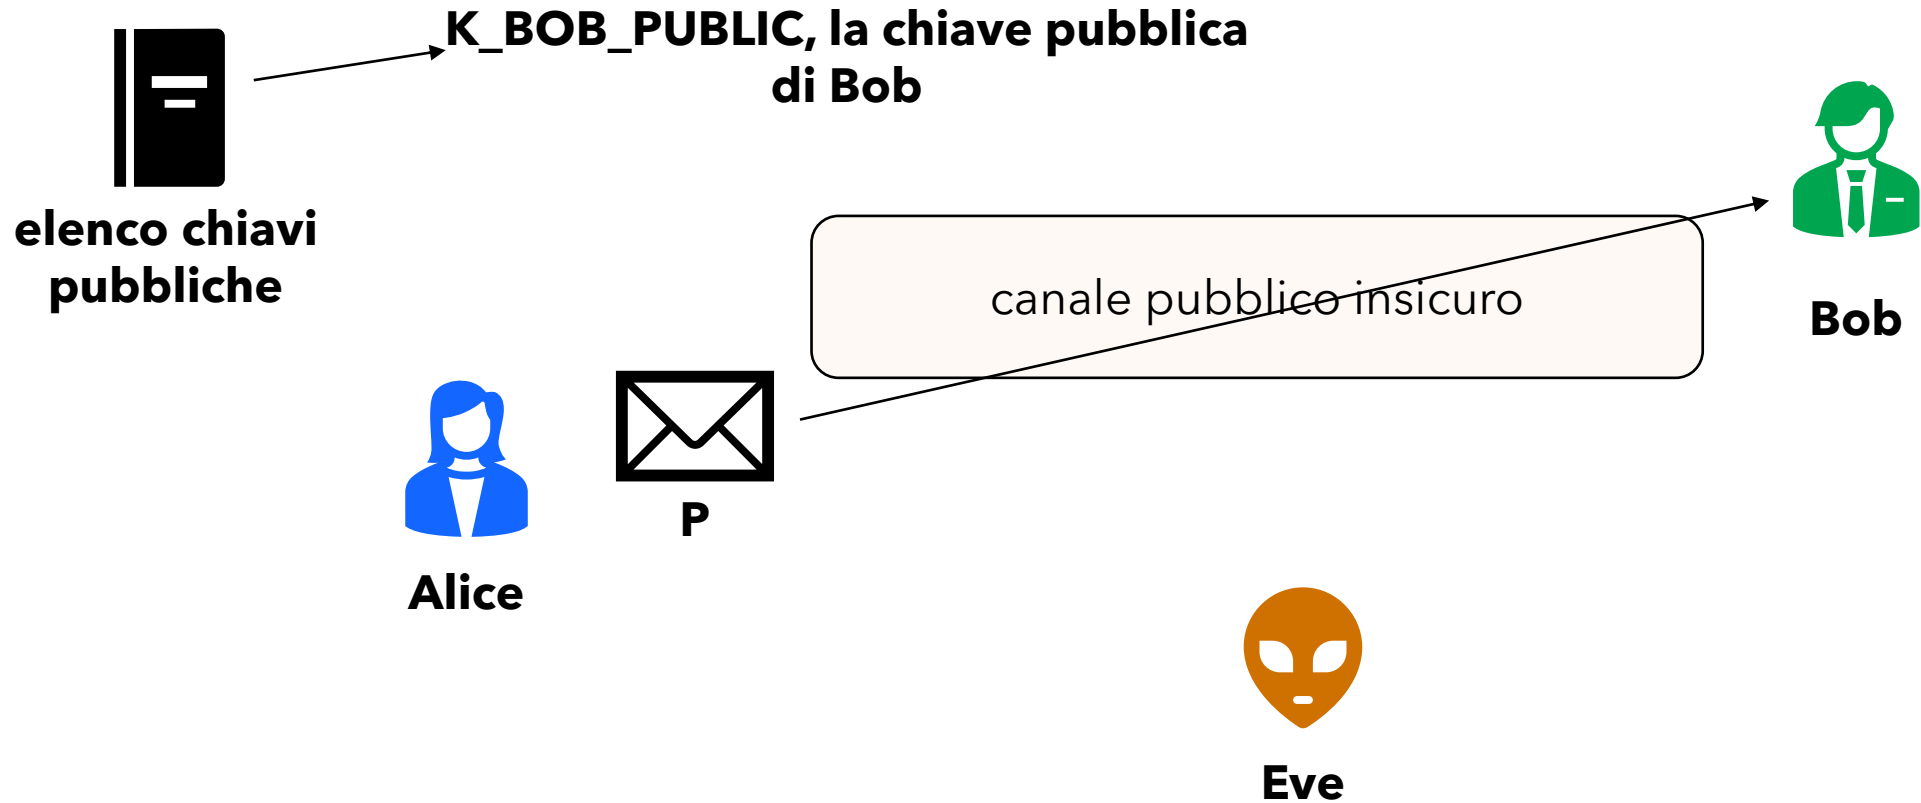 K_BOB_PUBLIC, la chiave pubblica
di Bob
elenco chiavi
pubbliche
canale pubblico insicuro
Bob
P
Alice
Eve